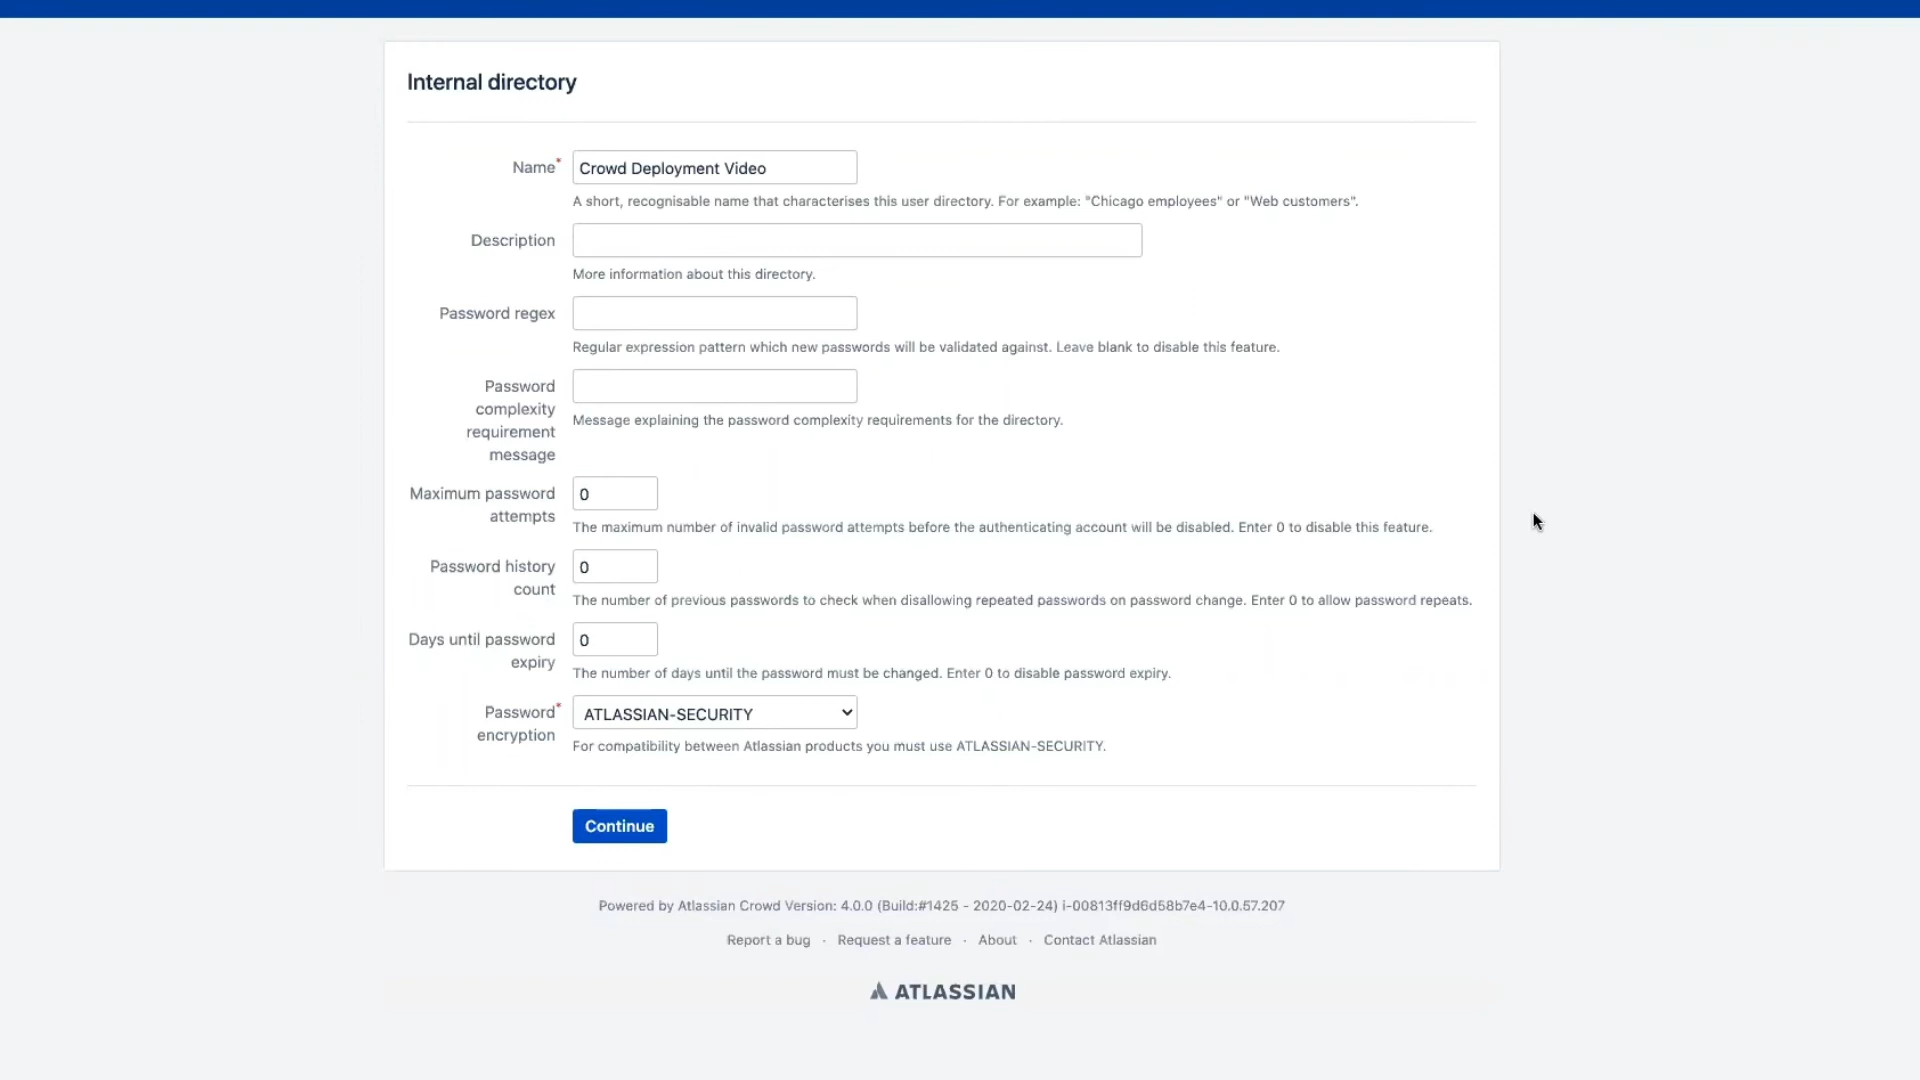 Internal directory
Name*
Crowd Deployment Video
A short, recognisable name that characterises this user directory. For example: "Chicago employees" or "Web customers".
Description
More information about this directory.
Password regex
Regular expression pattern which new passwords will be validated against. Leave blank to disable this feature.
Password
complexity
requirement
message
Message explaining the password complexity requirements for the directory.
Maximum password
attempts
0
The maximum number of invalid password attempts before the authenticating account will be disabled. Enter 0 to disable this feature.
Password history
count
0
The number of previous passwords to check when disallowing repeated passwords on password change. Enter 0 to allow password repeats.
Days until password
expiry
0
The number of days until the password must be changed. Enter 0 to disable password expiry.
Password*
encryption
ATLASSIAN-SECURITY
For compatibility between Atlassian products you must use ATLASSIAN-SECURITY.
Continue
Powered by Atlassian Crowd Version: 4.0.0 (Build:#1425 - 2020-02-24) i-00813ff9d6d58b7e4-10.0.57.207
Report a bug · Request a feature · About · Contact Atlassian
ATLASSIAN